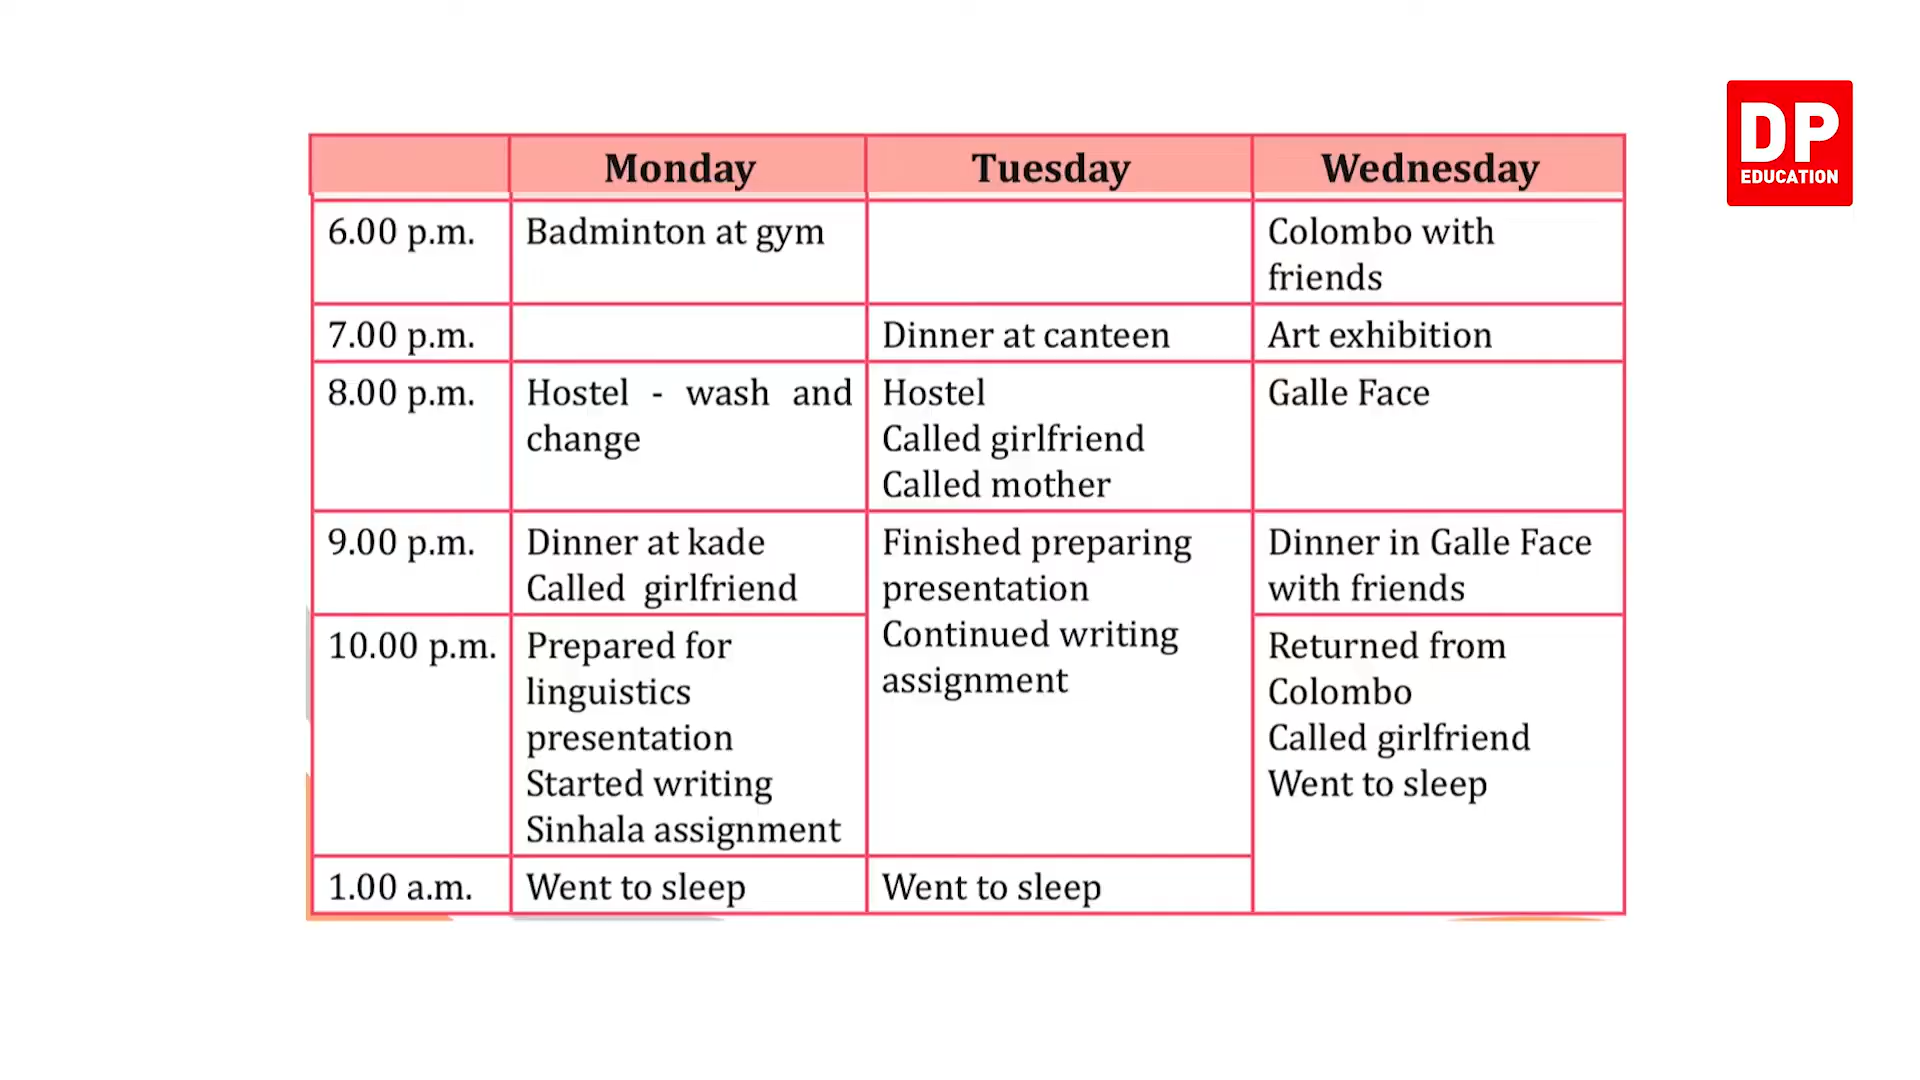 DP
EDUCATION
Monday Tuesday Wednesday
6.00 p.m. Badminton at gym Colombo with
friends
7.00 p.m. Dinner at canteen Art exhibition
8.00 p.m. Hostel - wash and Hostel Galle Face
change Called girlfriend
Called mother
9.00 p.m. Dinner at kade Finished preparing Dinner in Galle Face
Called girlfriend presentation with friends
Continued writing
10.00 p.m. Prepared for assignment Returned from
linguistics Colombo
presentation Called girlfriend
Started writing Went to sleep
Sinhala assignment
1.00 a.m. Went to sleep Went to sleep